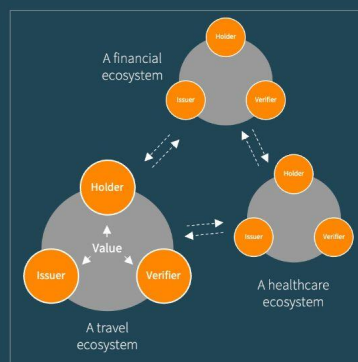 Holder
A financial
ecosystem
Issuer
Verifier
Holder
Holder
Value
Issuer
Verifier
Issuer
Verifier
A healthcare
ecosystem
A travel
ecosystem